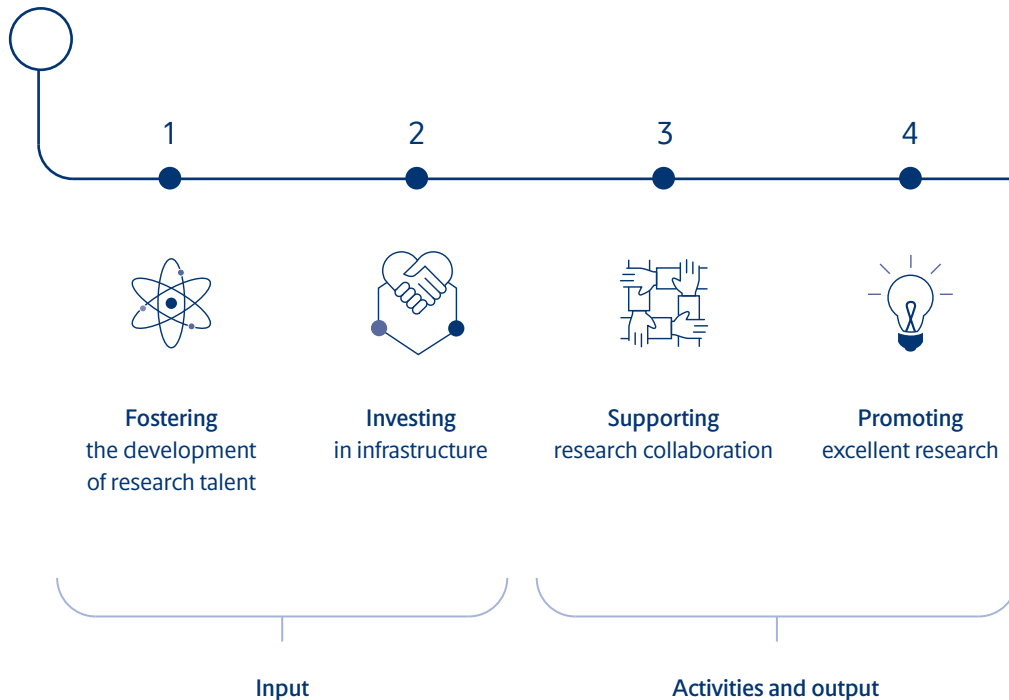 1
2
3
4
Fostering
the development
of research talent
Investing
in infrastructure
Supporting
research collaboration
Promoting
excellent research
Input
Activities and output